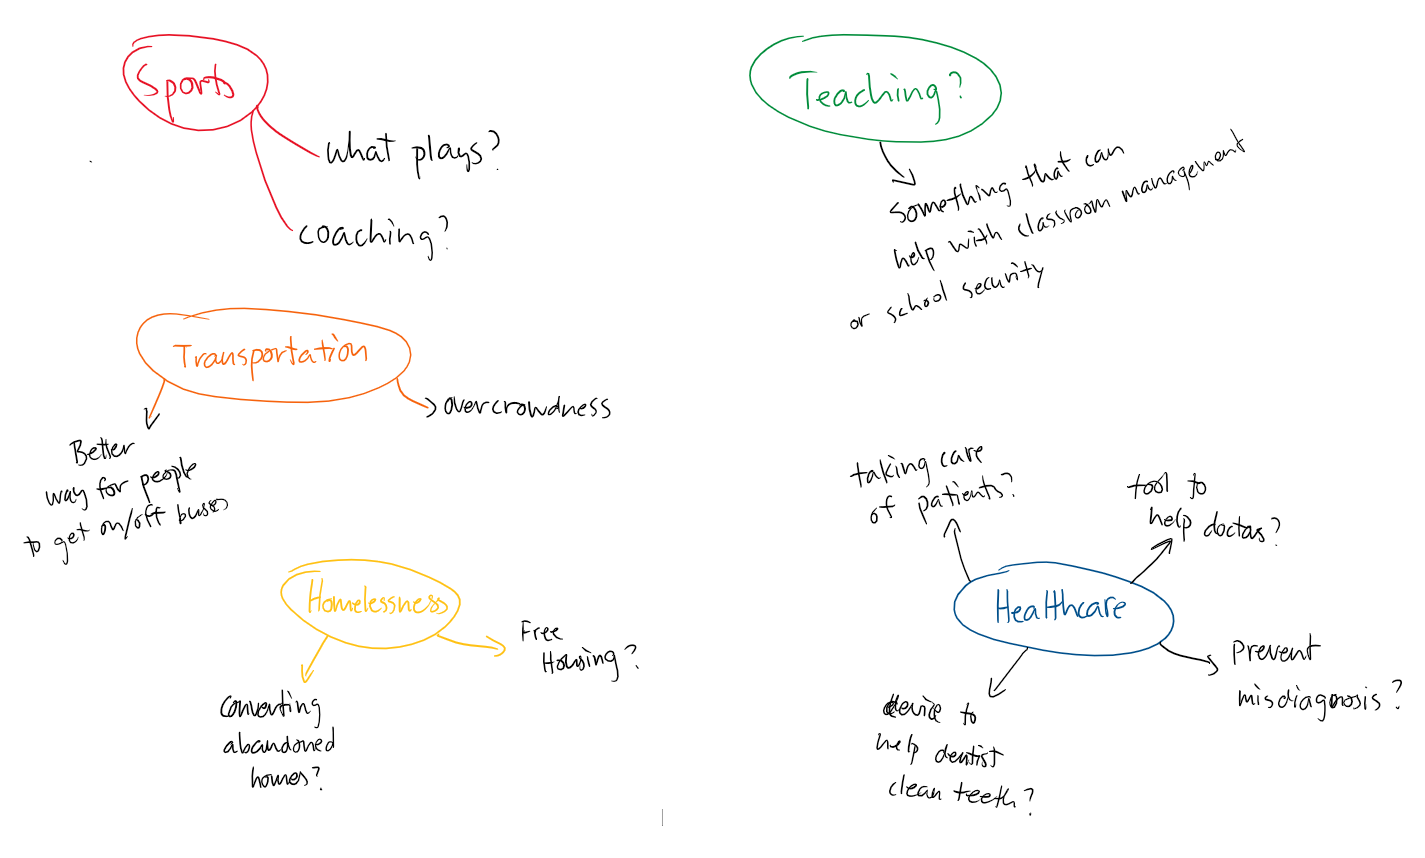 Sports
what plays?
coaching?
Transportation
overcrowdness
Better
way for people
to get on/off buses
Homelessness
Free
Housing?
converting
abandoned
homes?
Teaching?
Something that can
help with classroom management
or school security
Healthcare
taking care
of patients?
tool to
help doctors?
Prevent
misdiagnosis?
device to
help dentist
clean teeth?